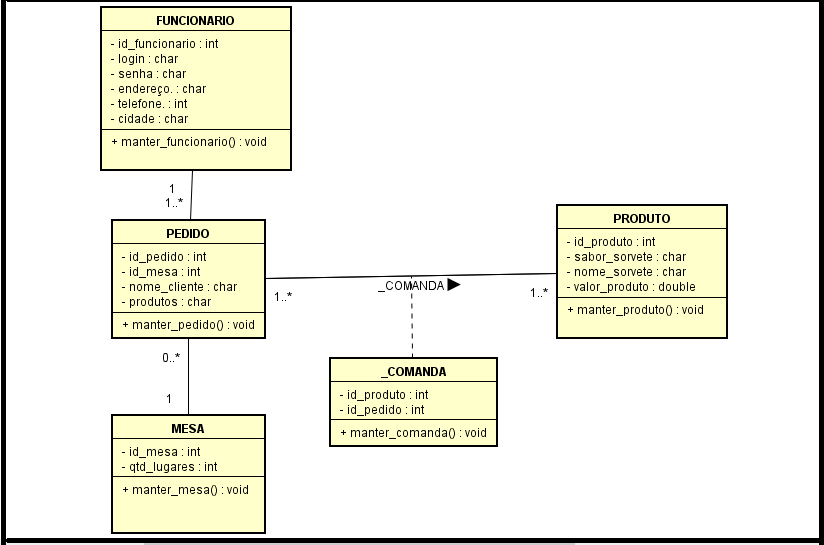 FUNCIONARIO
- id_funcionario : int
- login : char
- senha : char
- endereço. : char
- telefone. : int
- cidade : char
+ manter_funcionario() : void
1
1..*
PEDIDO
- id_pedido : int
- id_mesa : int
- nome_cliente : char
- produtos : char
+ manter_pedido() : void
1..*
_COMANDA
1..*
PRODUTO
- id_produto : int
- sabor_sorvete : char
- nome_sorvete : char
- valor_produto : double
+ manter_produto() : void
0..*
1
_COMANDA
- id_produto : int
- id_pedido : int
+ manter_comanda() : void
MESA
- id_mesa : int
- qtd_lugares : int
+ manter_mesa() : void